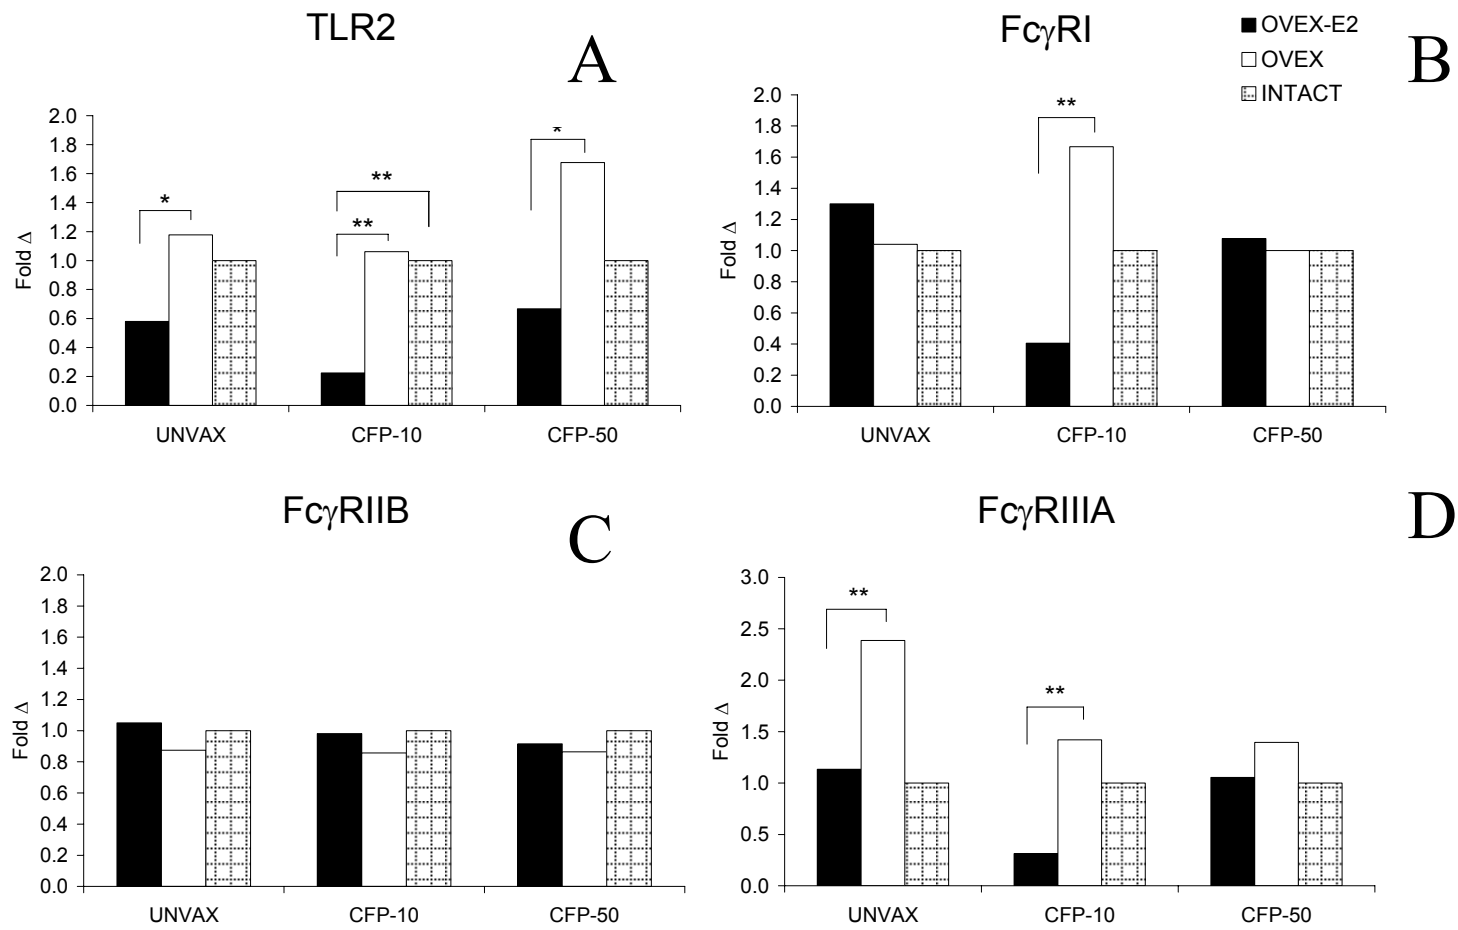 TLR2
A
2.0
1.8
1.6
1.4
1.2
1.0
0.8
0.6
0.4
0.2
0.0
Fold Δ
*
**
**
*
UNVAX CFP-10 CFP-50
FcγRI
B
OVEX-E2
OVEX
INTACT
2.0
1.8
1.6
1.4
1.2
1.0
0.8
0.6
0.4
0.2
0.0
Fold Δ
**
UNVAX CFP-10 CFP-50
FcγRIIB
C
2.0
1.8
1.6
1.4
1.2
1.0
0.8
0.6
0.4
0.2
0.0
Fold Δ
UNVAX CFP-10 CFP-50
FcγRIIIA
D
3.0
2.5
2.0
1.5
1.0
0.5
0.0
Fold Δ
**
**
UNVAX CFP-10 CFP-50